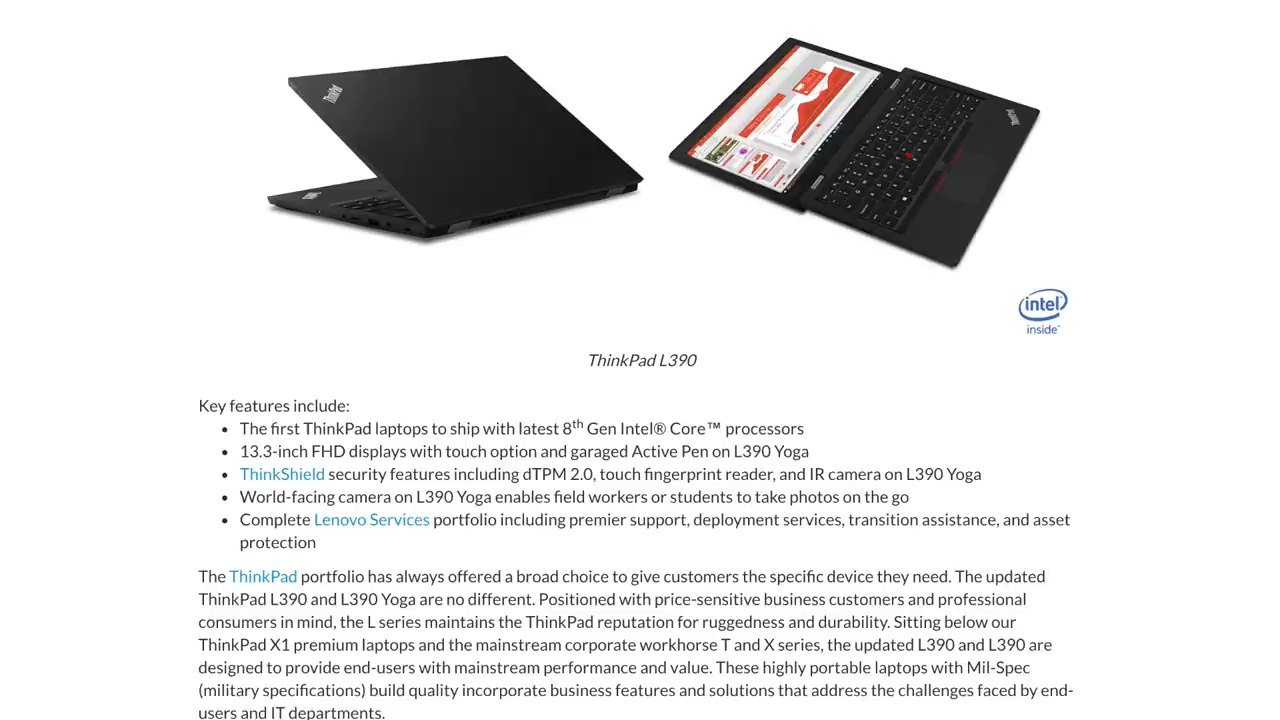 ThinkPad
ThinkPad
ThinkPad
intel
inside™
ThinkPad L390
Key features include:
• The first ThinkPad laptops to ship with latest 8th Gen Intel® Core™ processors
• 13.3-inch FHD displays with touch option and garaged Active Pen on L390 Yoga
• ThinkShield security features including dTPM 2.0, touch fingerprint reader, and IR camera on L390 Yoga
• World-facing camera on L390 Yoga enables field workers or students to take photos on the go
• Complete Lenovo Services portfolio including premier support, deployment services, transition assistance, and asset
protection
The ThinkPad portfolio has always offered a broad choice to give customers the specific device they need. The updated
ThinkPad L390 and L390 Yoga are no different. Positioned with price-sensitive business customers and professional
consumers in mind, the L series maintains the ThinkPad reputation for ruggedness and durability. Sitting below our
ThinkPad X1 premium laptops and the mainstream corporate workhorse T and X series, the updated L390 and L390 are
designed to provide end-users with mainstream performance and value. These highly portable laptops with Mil-Spec
(military specifications) build quality incorporate business features and solutions that address the challenges faced by end-
users and IT departments.